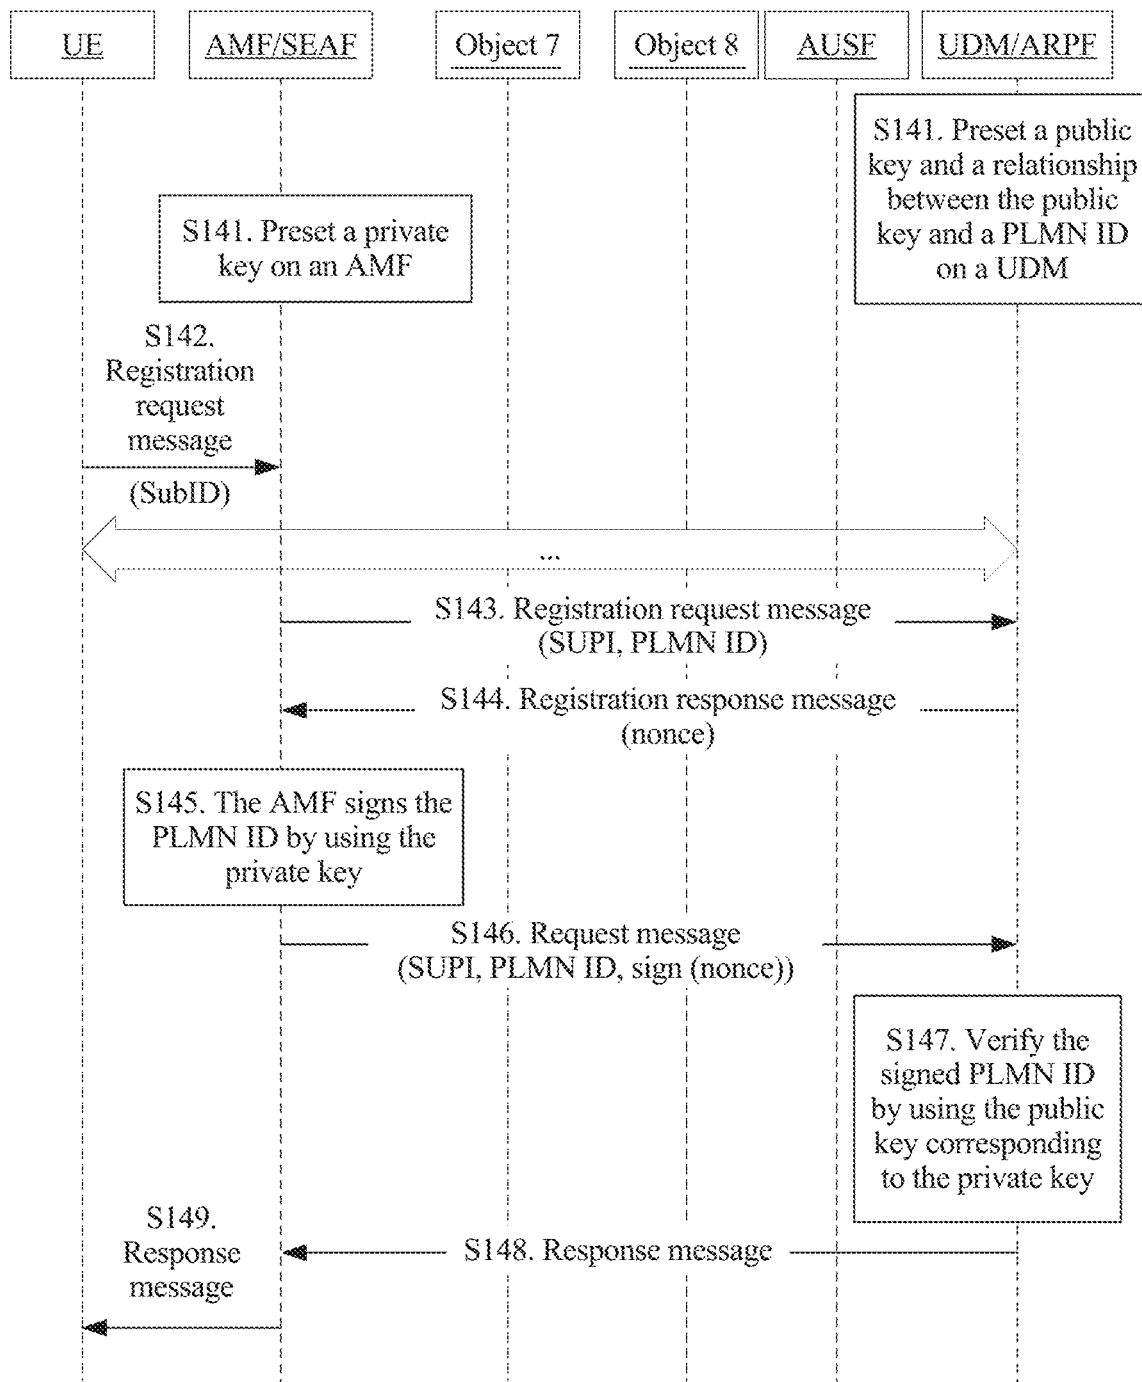 UE
AMF/SEAF
Object 7
Object 8
AUSF
UDM/ARPF
S141. Preset a public
key and a relationship
between the public
key and a PLMN ID
on a UDM
S141. Preset a private
key on an AMF
S142.
Registration
request
message
(SubID)
...
S143. Registration request message
(SUPI, PLMN ID)
S144. Registration response message
(nonce)
S145. The AMF signs the
PLMN ID by using the
private key
S146. Request message
(SUPI, PLMN ID, sign (nonce))
S147. Verify the
signed PLMN ID
by using the public
key corresponding
to the private key
S148. Response message
S149.
Response
message